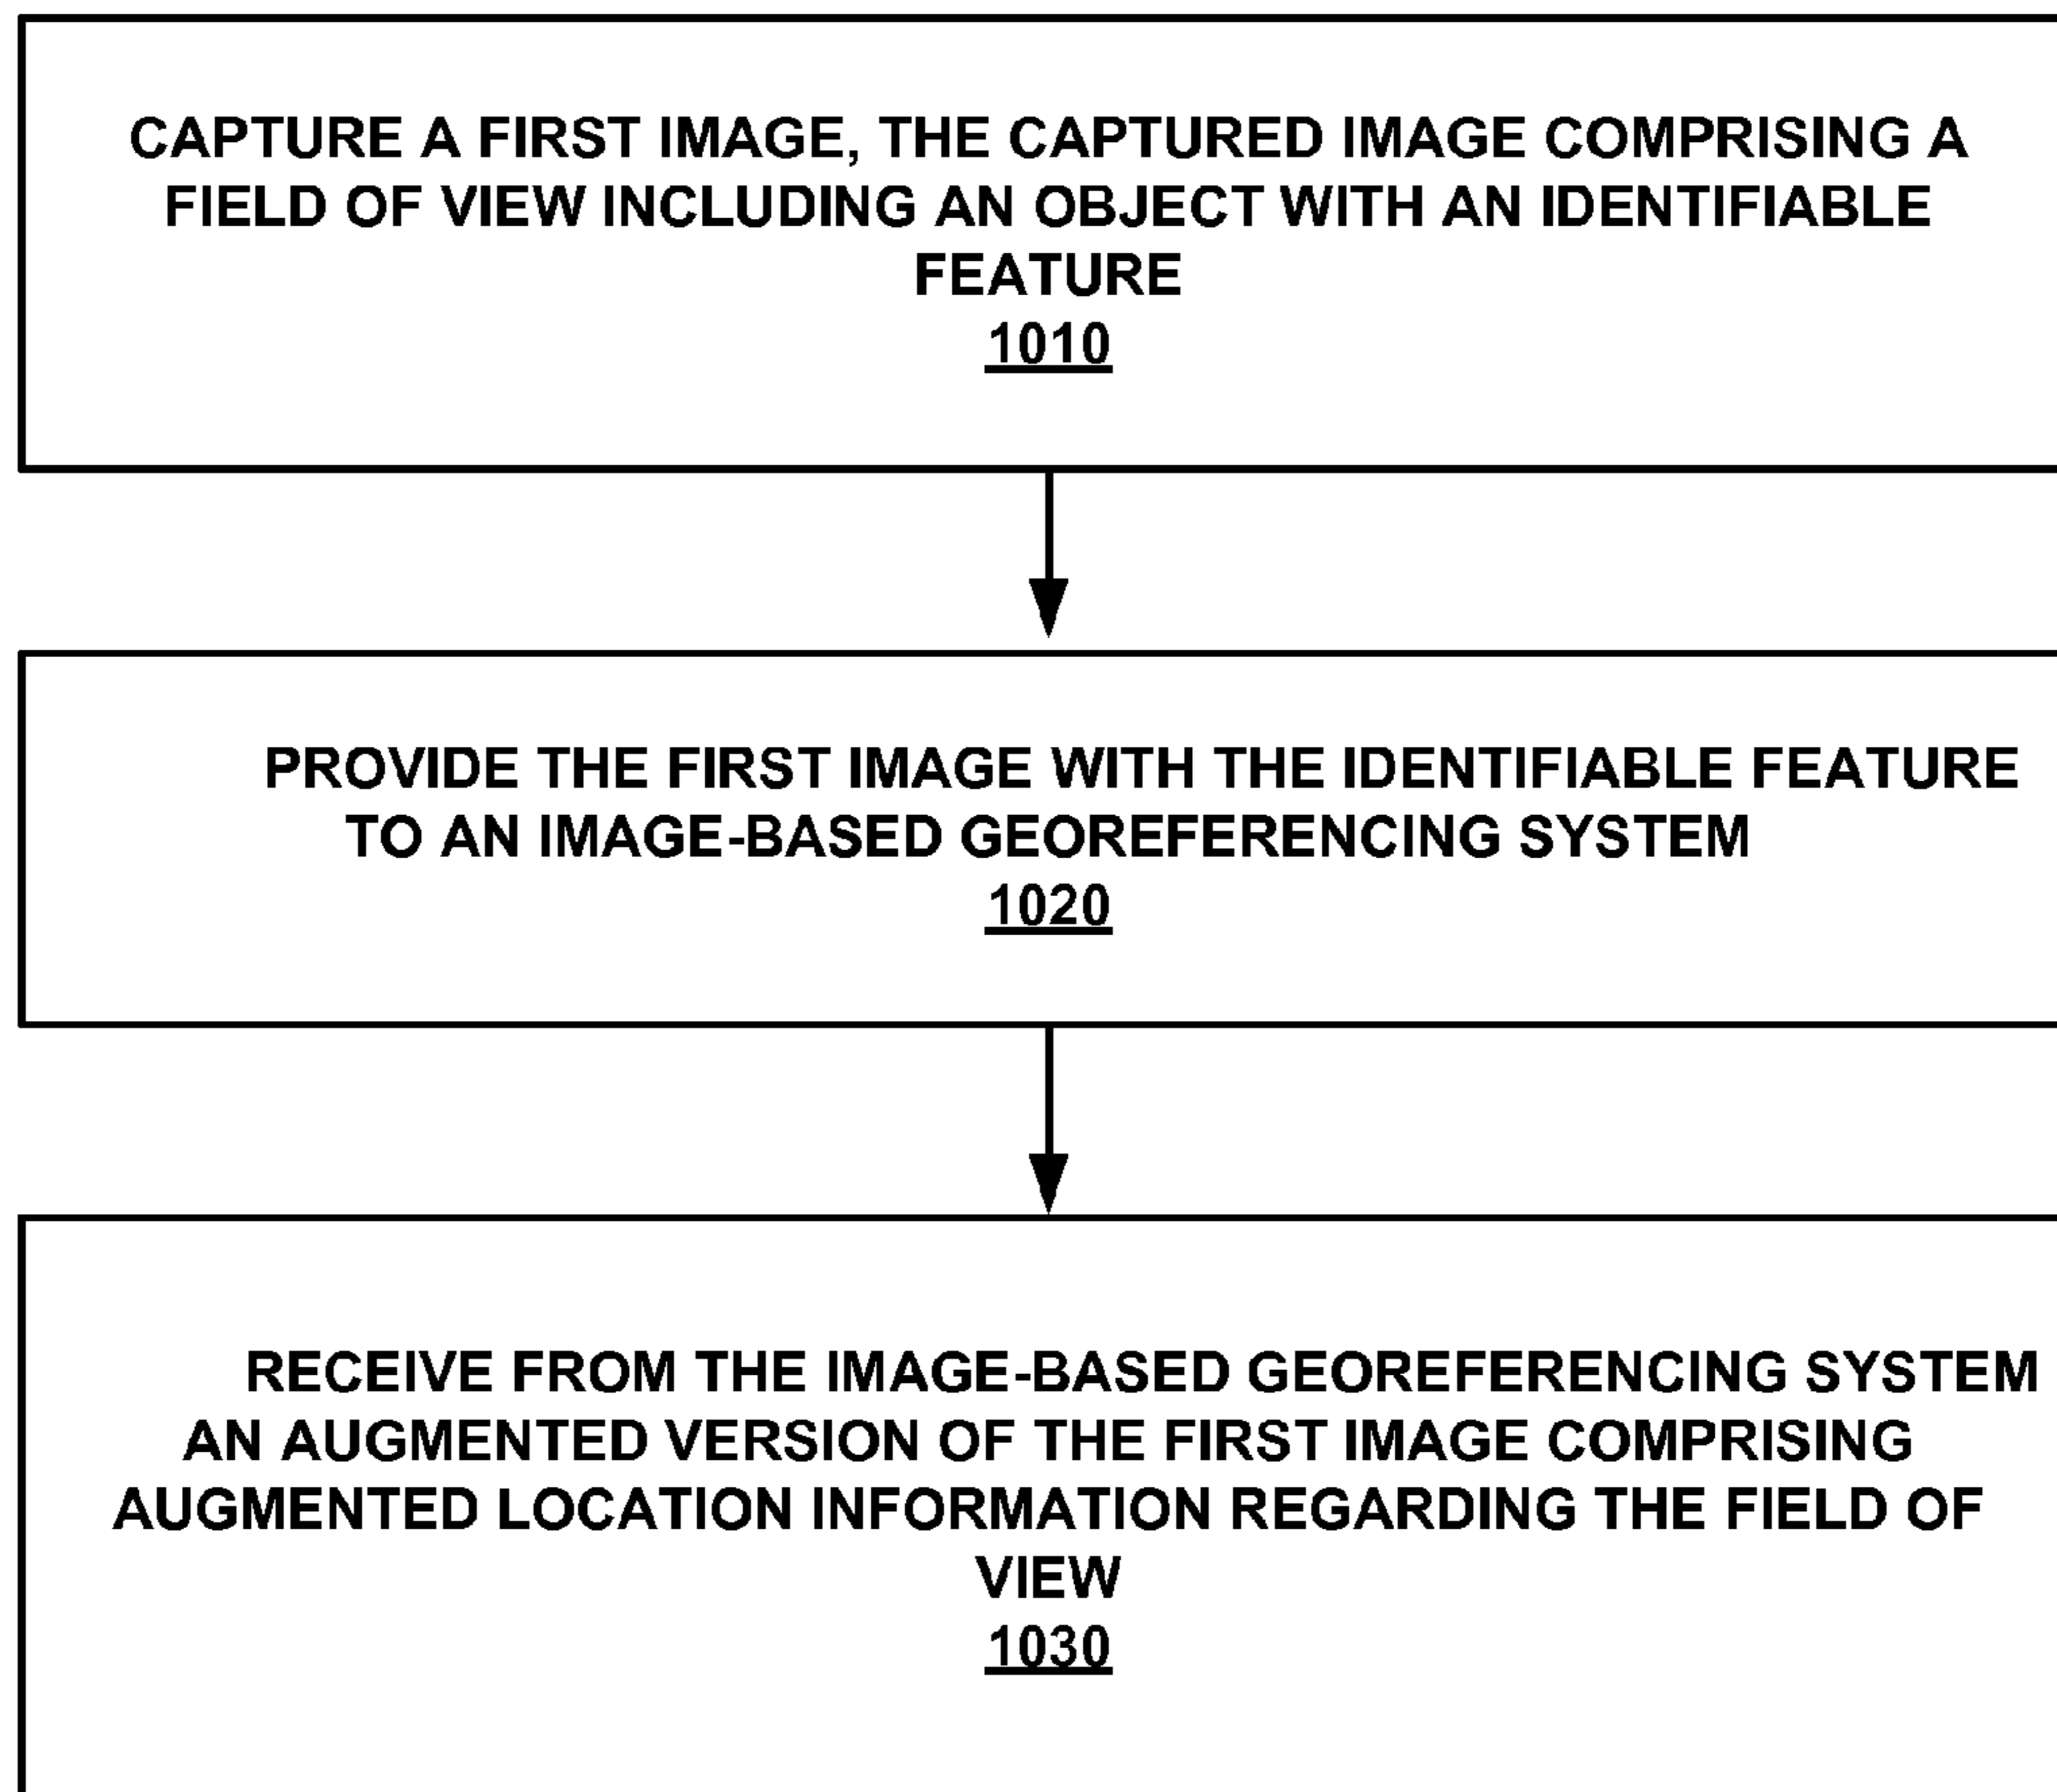 CAPTURE A FIRST IMAGE, THE CAPTURED IMAGE COMPRISING A
FIELD OF VIEW INCLUDING AN OBJECT WITH AN IDENTIFIABLE
FEATURE
1010
PROVIDE THE FIRST IMAGE WITH THE IDENTIFIABLE FEATURE
TO AN IMAGE-BASED GEOREFERENCING SYSTEM
1020
RECEIVE FROM THE IMAGE-BASED GEOREFERENCING SYSTEM
AN AUGMENTED VERSION OF THE FIRST IMAGE COMPRISING
AUGMENTED LOCATION INFORMATION REGARDING THE FIELD OF
VIEW
1030